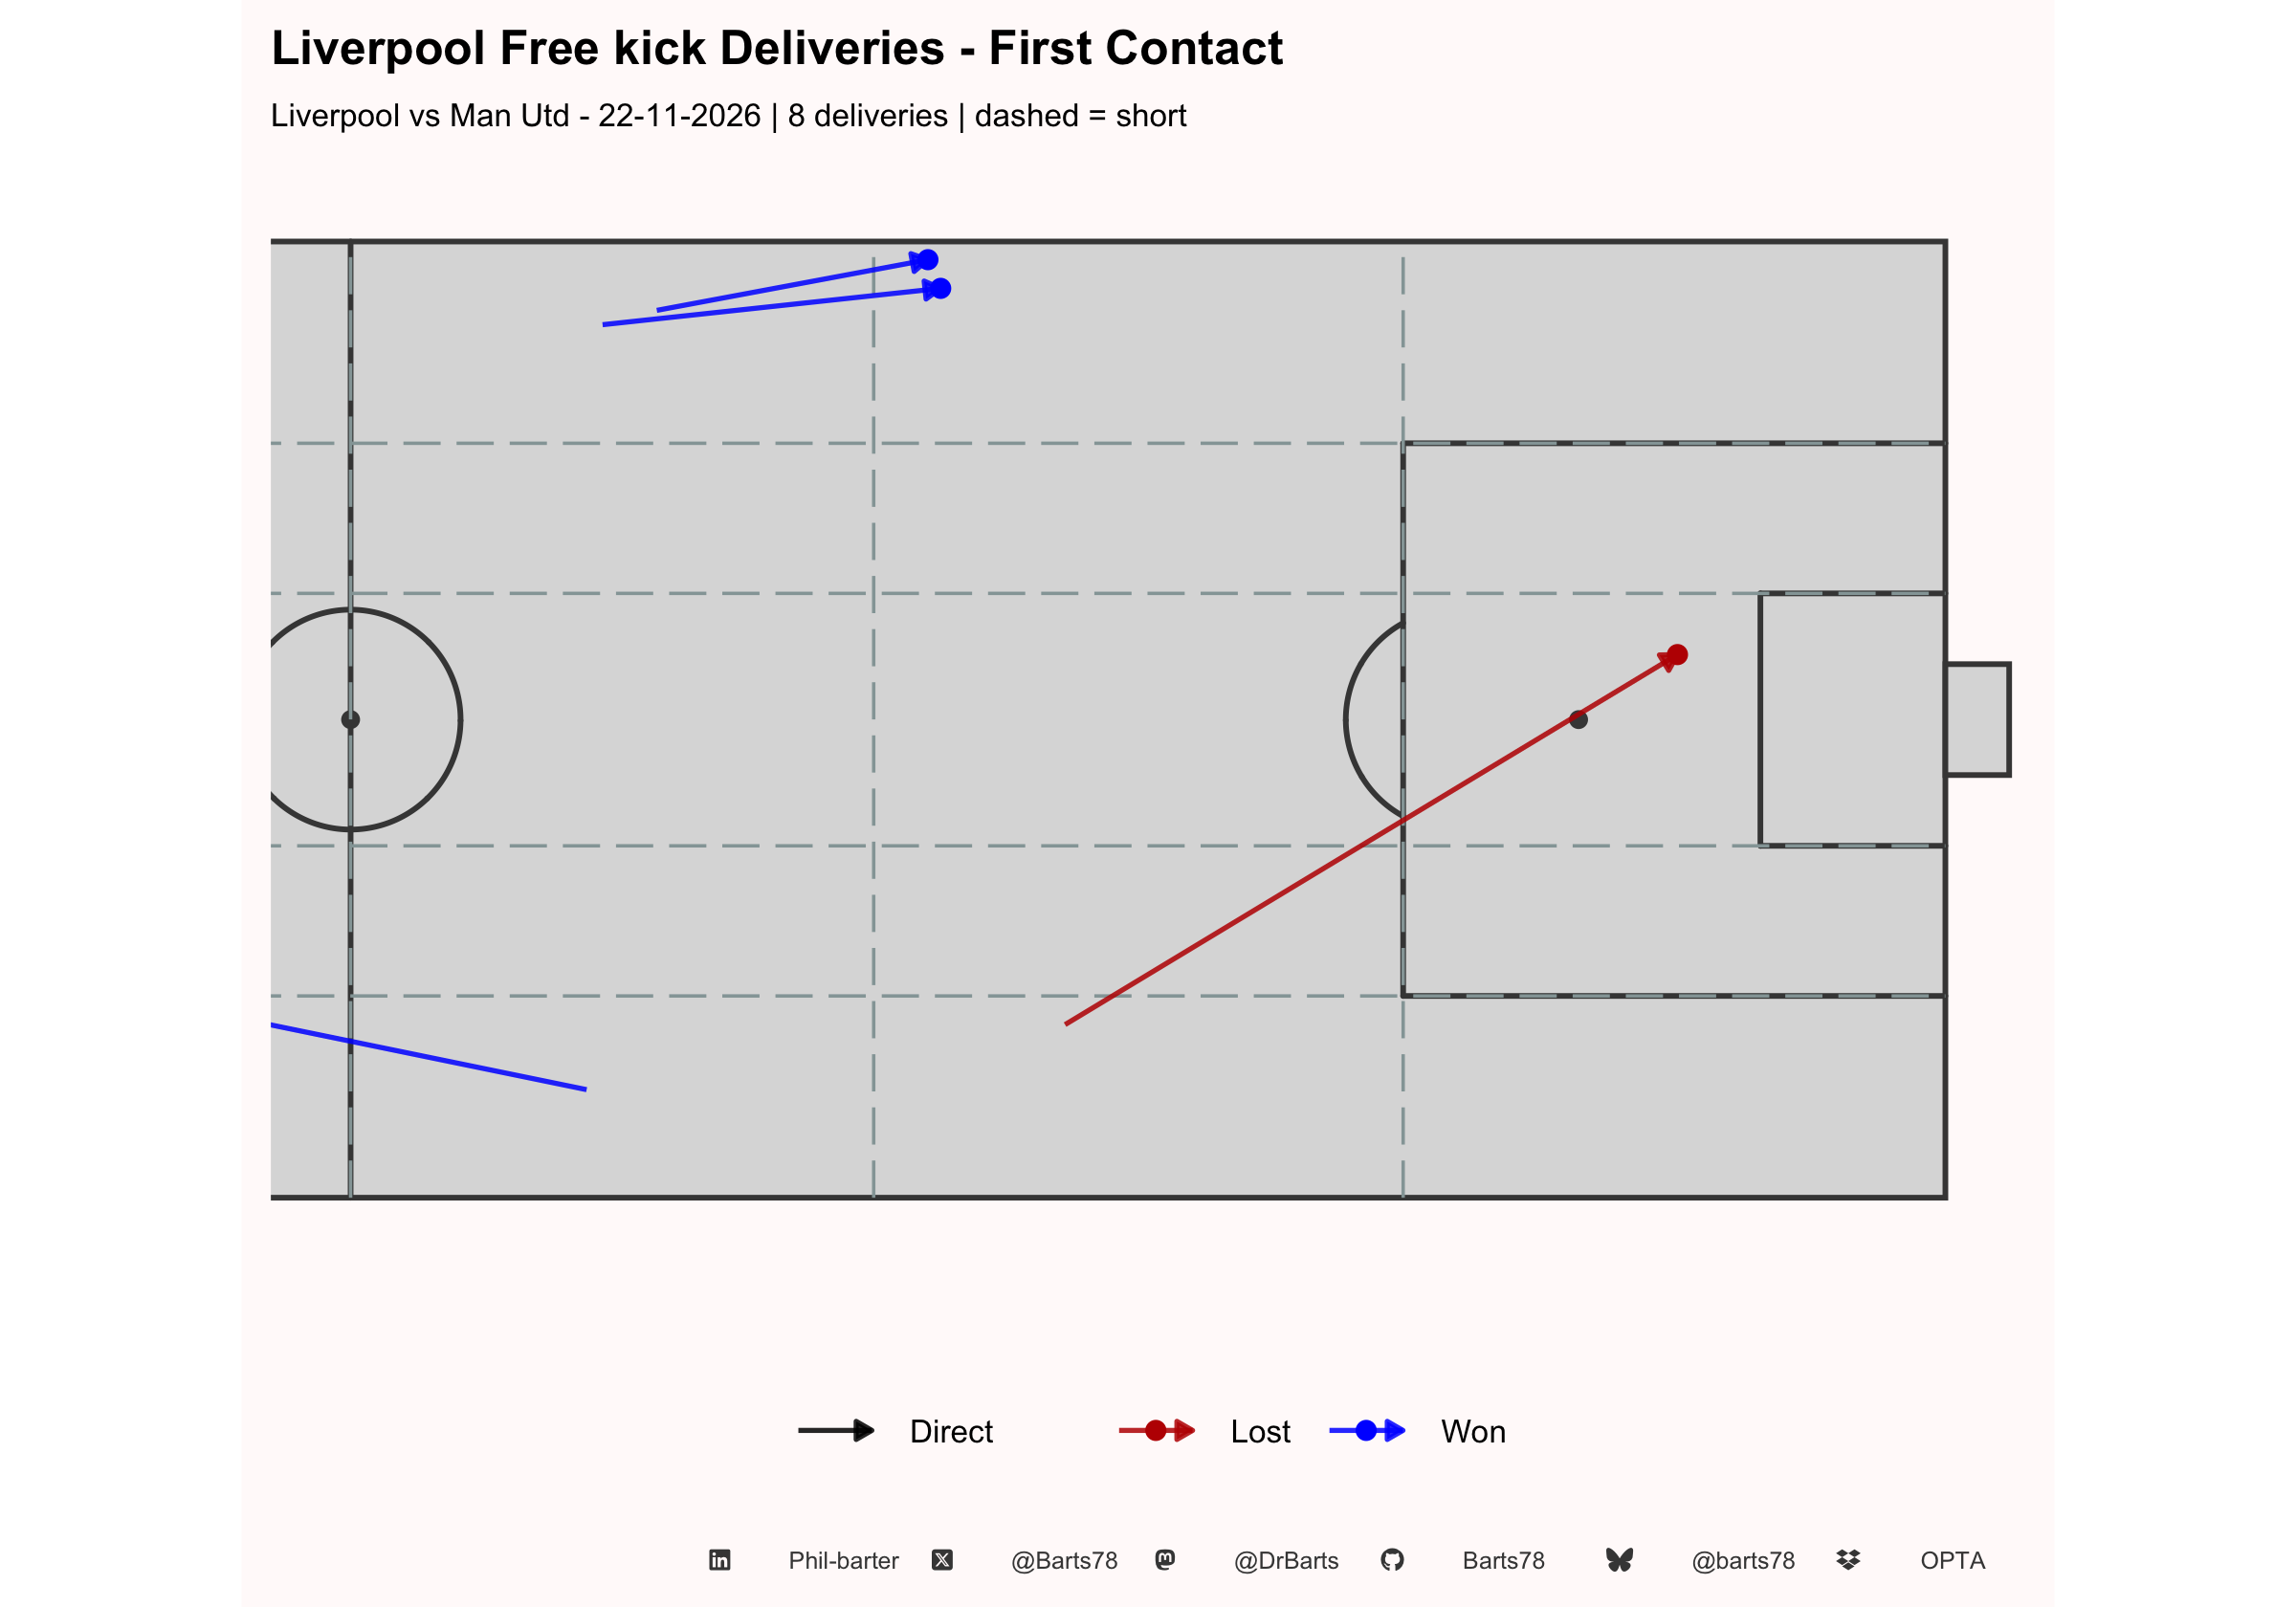 Liverpool Free kick Deliveries - First Contact
Liverpool vs Man Utd - 22-11-2026 | 8 deliveries | dashed = short
Direct Lost Won
Phil-barter @Barts78 @DrBarts Barts78 @barts78 OPTA